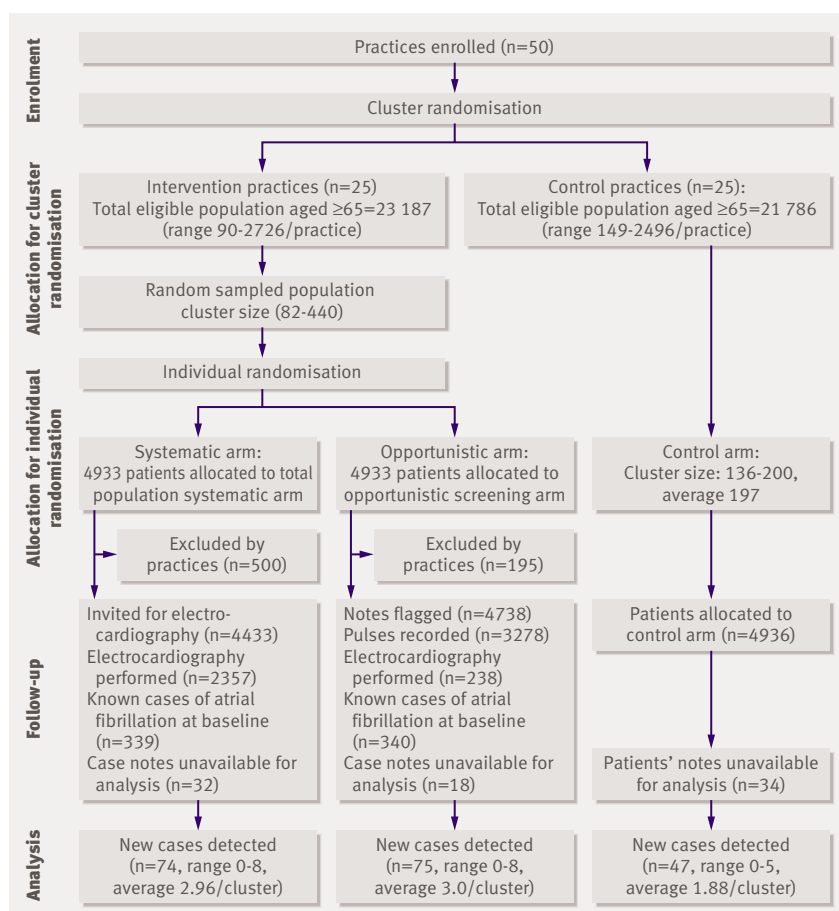 Enrolment
Practices enrolled (n=50)
Cluster randomisation
Allocation for cluster
randomisation
Intervention practices (n=25)
Total eligible population aged ≥65=23 187
(range 90-2726/practice)
Control practices (n=25):
Total eligible population aged ≥65=21 786
(range 149-2496/practice)
Random sampled population
cluster size (82-440)
Allocation for individual
randomisation
Individual randomisation
Systematic arm:
4933 patients allocated to total
population systematic arm
Opportunistic arm:
4933 patients allocated to
opportunistic screening arm
Control arm:
Cluster size: 136-200,
average 197
Excluded by
practices (n=500)
Excluded by
practices (n=195)
Follow-up
Invited for electro-
cardiography (n=4433)
Electrocardiography
performed (n=2357)
Known cases of atrial
fibrillation at baseline
(n=339)
Case notes unavailable for
analysis (n=32)
Notes flagged (n=4738)
Pulses recorded (n=3278)
Electrocardiography
performed (n=238)
Known cases of atrial
fibrillation at baseline
(n=340)
Case notes unavailable for
analysis (n=18)
Patients allocated to
control arm (n=4936)
Patients' notes unavailable
for analysis (n=34)
Analysis
New cases detected
(n=74, range 0-8,
average 2.96/cluster)
New cases detected
(n=75, range 0-8,
average 3.0/cluster)
New cases detected
(n=47, range 0-5,
average 1.88/cluster)